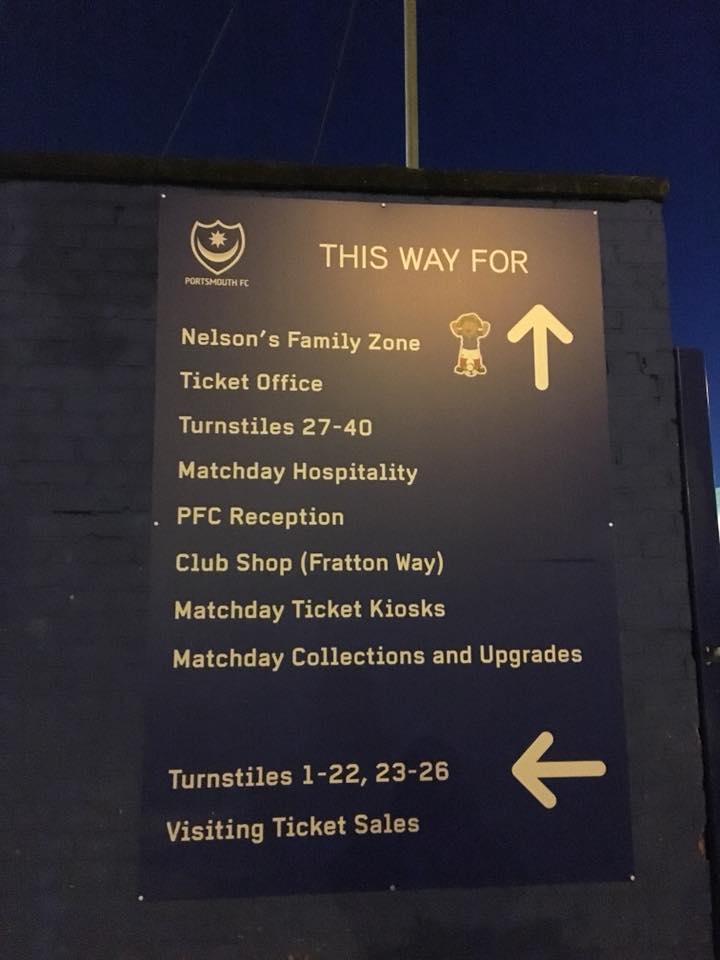 PORTSMOUTH FC
THIS WAY FOR
Nelson's Family Zone
Ticket Office
Turnstiles 27-40
Matchday Hospitality
PFC Reception
Club Shop (Fratton Way)
Matchday Ticket Kiosks
Matchday Collections and Upgrades
Turnstiles 1-22, 23-26
Visiting Ticket Sales